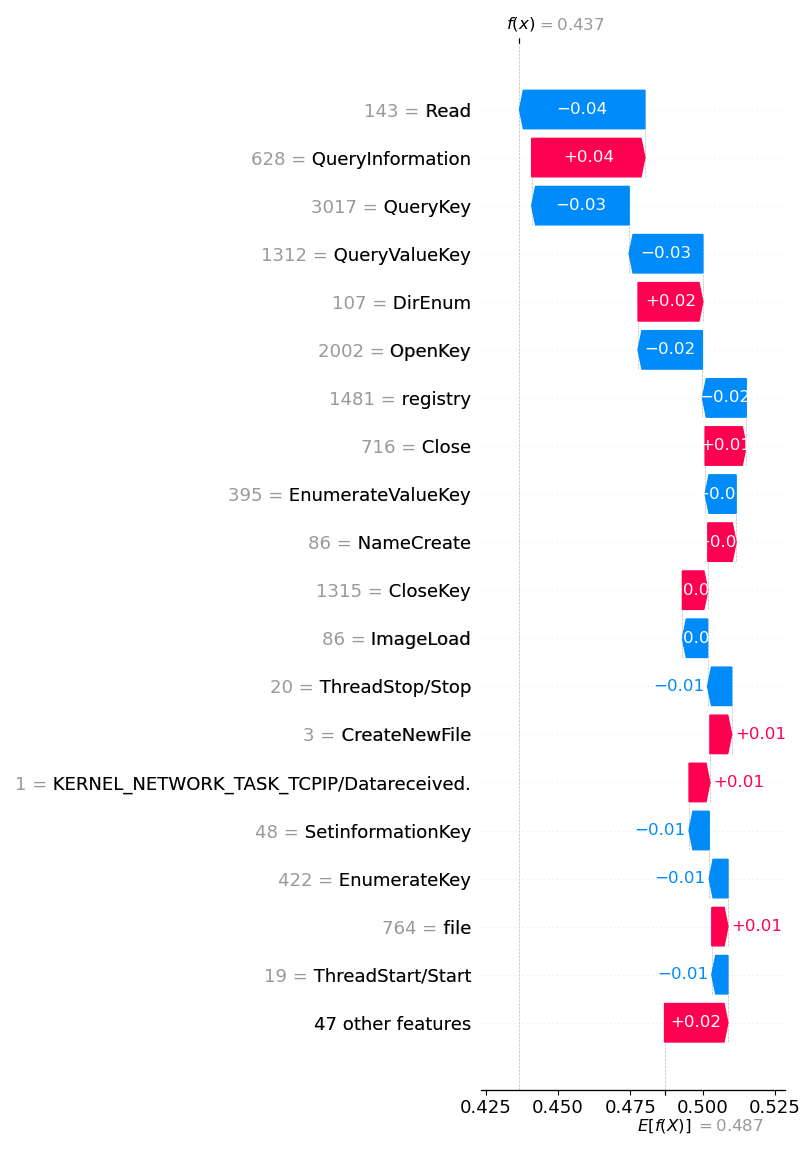 f(x) = 0.437
143 = Read
−0.04
628 = QueryInformation
+0.04
3017 = QueryKey
−0.03
1312 = QueryValueKey
−0.03
107 = DirEnum
+0.02
2002 = OpenKey
−0.02
1481 = registry
−0.02
716 = Close
+0.01
395 = EnumerateValueKey
86 = NameCreate
1315 = CloseKey
86 = ImageLoad
20 = ThreadStop/Stop
−0.01
3 = CreateNewFile
+0.01
1 = KERNEL_NETWORK_TASK_TCPIP/Datareceived.
+0.01
48 = SetinformationKey
−0.01
422 = EnumerateKey
−0.01
764 = file
+0.01
19 = ThreadStart/Start
−0.01
47 other features
+0.02
0.425 0.450 0.475 0.500 0.525
E[f(X)] = 0.487